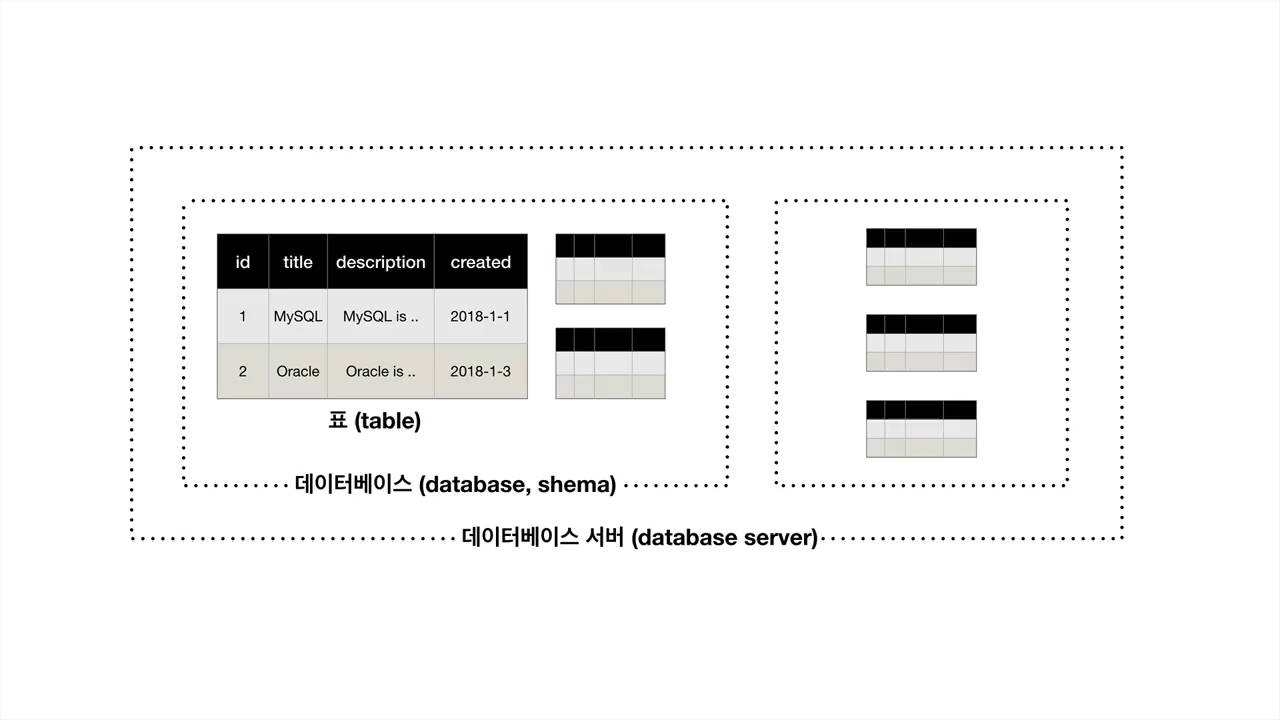 id title description created
1 MySQL MySQL is .. 2018-1-1
2 Oracle Oracle is .. 2018-1-3
표 (table)
데이터베이스 (database, shema)
데이터베이스 서버 (database server)